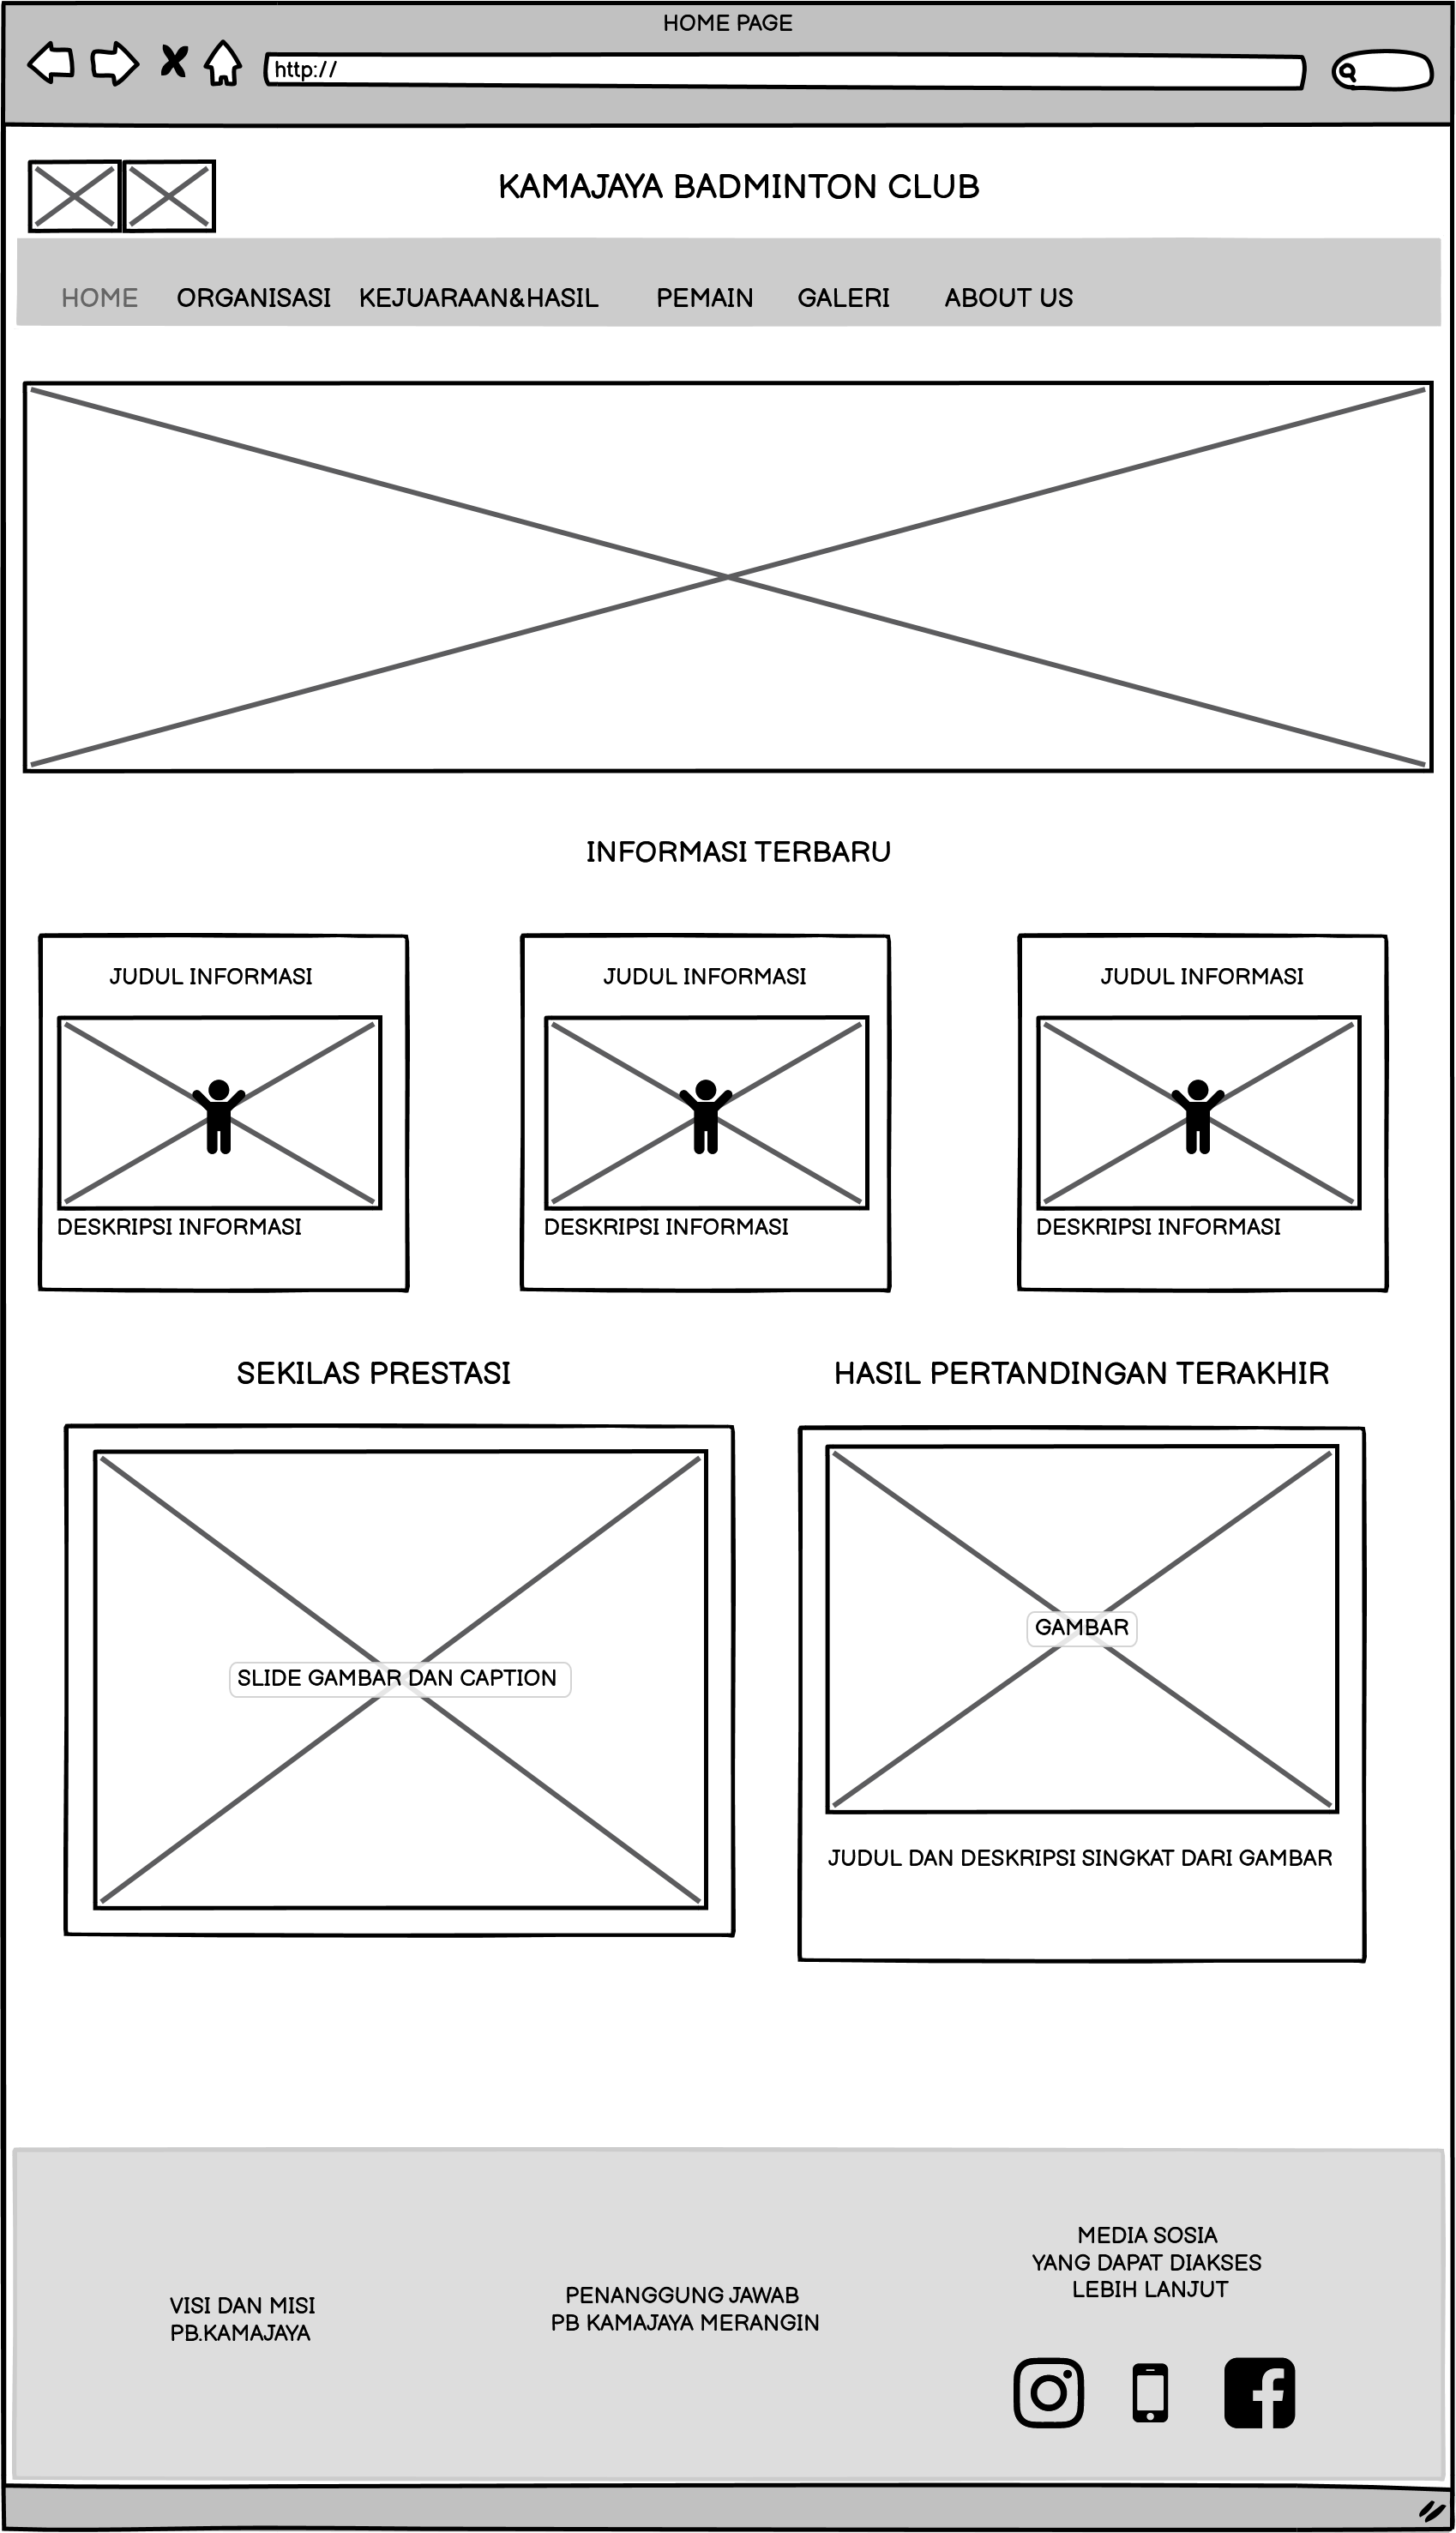 HOME PAGE
http://
KAMAJAYA BADMINTON CLUB
HOME ORGANISASI KEJUARAAN&HASIL PEMAIN GALERI ABOUT US
INFORMASI TERBARU
JUDUL INFORMASI
DESKRIPSI INFORMASI
JUDUL INFORMASI
DESKRIPSI INFORMASI
JUDUL INFORMASI
DESKRIPSI INFORMASI
SEKILAS PRESTASI
SLIDE GAMBAR DAN CAPTION
HASIL PERTANDINGAN TERAKHIR
GAMBAR
JUDUL DAN DESKRIPSI SINGKAT DARI GAMBAR
VISI DAN MISI
PB.KAMAJAYA
PENANGGUNG JAWAB
PB KAMAJAYA MERANGIN
MEDIA SOSIA
YANG DAPAT DIAKSES
LEBIH LANJUT